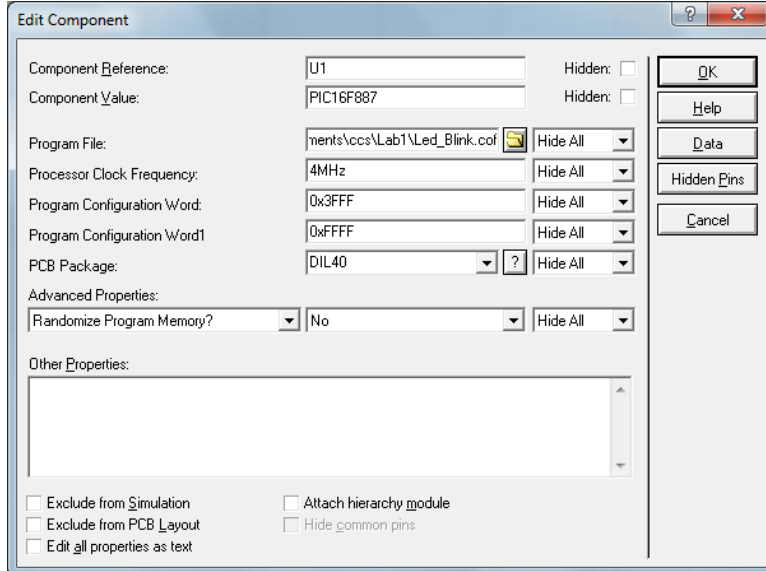 Edit Component
? X
Component Reference: U1 Hidden: OK
Component Value: PIC16F887 Hidden: Help
Program File: ments\ccs\Lab1\Led_Blink.cof Hide All Data
Processor Clock Frequency: 4MHz Hide All Hidden Pins
Program Configuration Word: 0x3FFF Hide All
Program Configuration Word1 0xFFFF Hide All Cancel
PCB Package: DIL40 ? Hide All
Advanced Properties:
Randomize Program Memory? No Hide All
Other Properties:
Exclude from Simulation Attach hierarchy module
Exclude from PCB Layout Hide common pins
Edit all properties as text